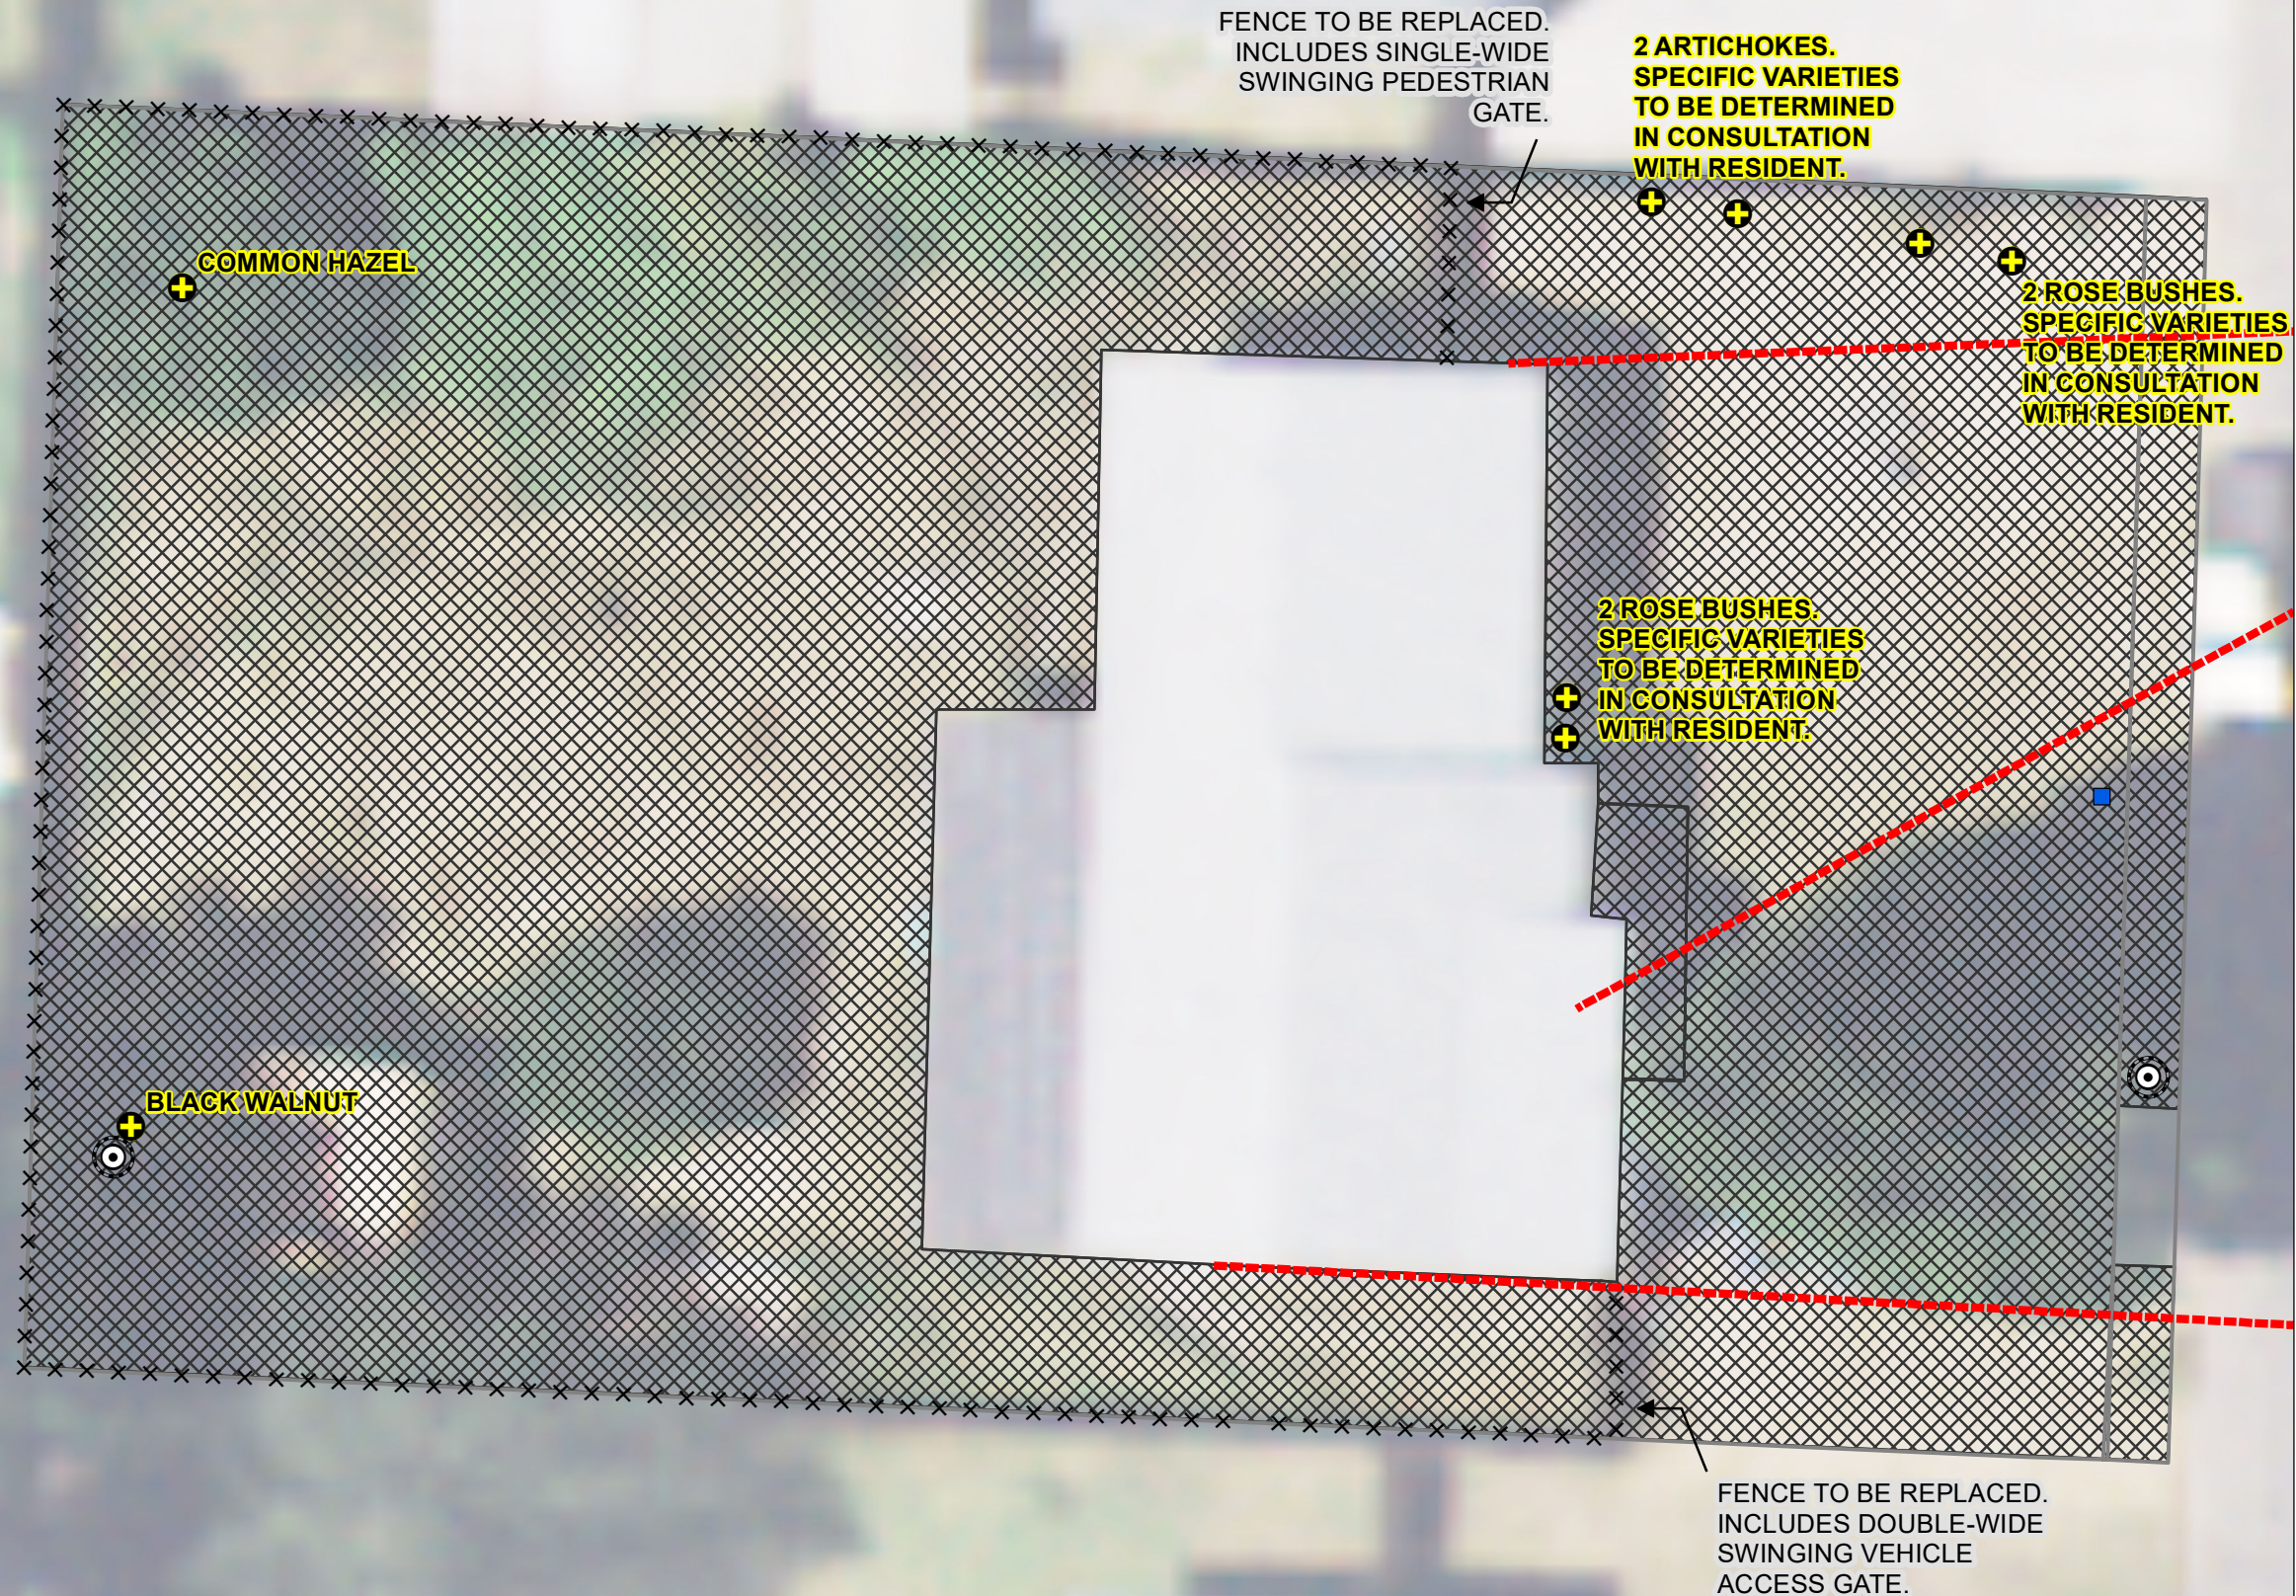 FENCE TO BE REPLACED.
INCLUDES SINGLE-WIDE
SWINGING PEDESTRIAN
GATE.
2 ARTICHOKES.
SPECIFIC VARIETIES
TO BE DETERMINED
IN CONSULTATION
WITH RESIDENT.
COMMON HAZEL
2 ROSE BUSHES.
SPECIFIC VARIETIES
TO BE DETERMINED
IN CONSULTATION
WITH RESIDENT.
2 ROSE BUSHES.
SPECIFIC VARIETIES
TO BE DETERMINED
IN CONSULTATION
WITH RESIDENT.
BLACK WALNUT
FENCE TO BE REPLACED.
INCLUDES DOUBLE-WIDE
SWINGING VEHICLE
ACCESS GATE.